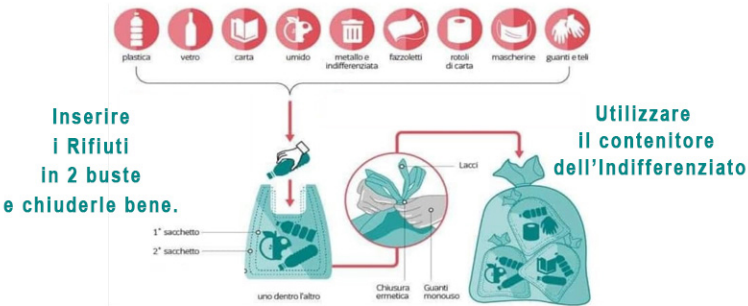 plastica
vetro
carta
umido
metallo e
indifferenziata
fazzoletti
rotoli
di carta
mascherine
guanti e teli
Inserire
i Rifiuti
in 2 buste
e chiuderle bene.
Utilizzare
il contenitore
dell'Indifferenziato
Lacci
1° sacchetto
2° sacchetto
uno dentro l'altro
Chiusura
ermetica
Guanti
monouso